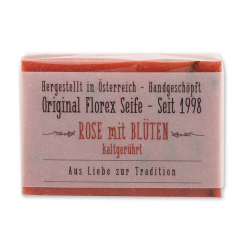 Hergestellt in Österreich - Handgeschöpft
Original Florex Seife - Seit 1998
ROSE mit BLÜTEN
kaltgerührt
Aus Liebe zur Tradition